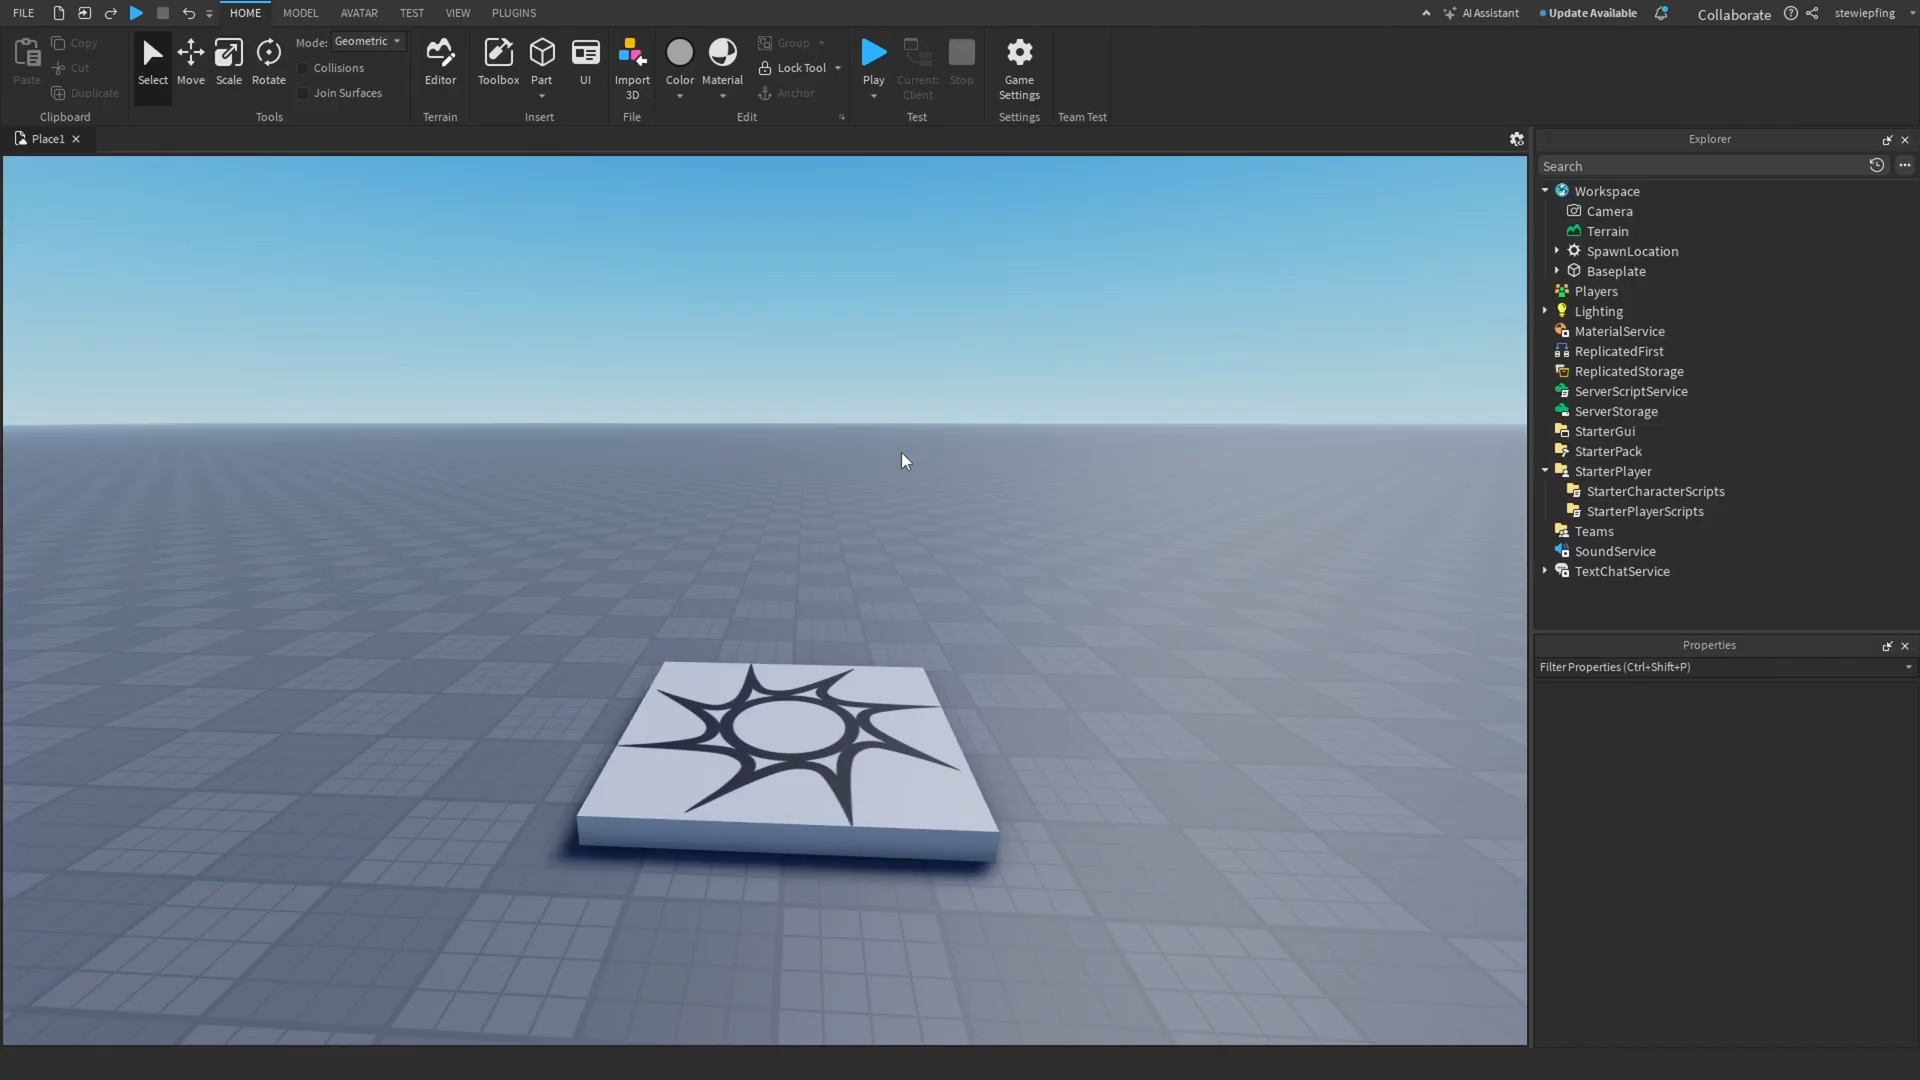 FILE
HOME
MODEL
AVATAR
TEST
VIEW
PLUGINS
AI Assistant
Update Available
Collaborate
stewiepfing
Paste
Copy
Cut
Duplicate
Clipboard
Select
Move
Scale
Rotate
Mode: Geometric
Collisions
Join Surfaces
Tools
Editor
Terrain
Toolbox
Part
UI
Insert
Import
3D
File
Color
Material
Group
Lock Tool
Anchor
Edit
Play
Current:
Client
Stop
Test
Game
Settings
Settings
Team Test
Place1
Explorer
Search
Workspace
Camera
Terrain
SpawnLocation
Baseplate
Players
Lighting
MaterialService
ReplicatedFirst
ReplicatedStorage
ServerScriptService
ServerStorage
StarterGui
StarterPack
StarterPlayer
StarterCharacterScripts
StarterPlayerScripts
Teams
SoundService
TextChatService
Properties
Filter Properties (Ctrl+Shift+P)